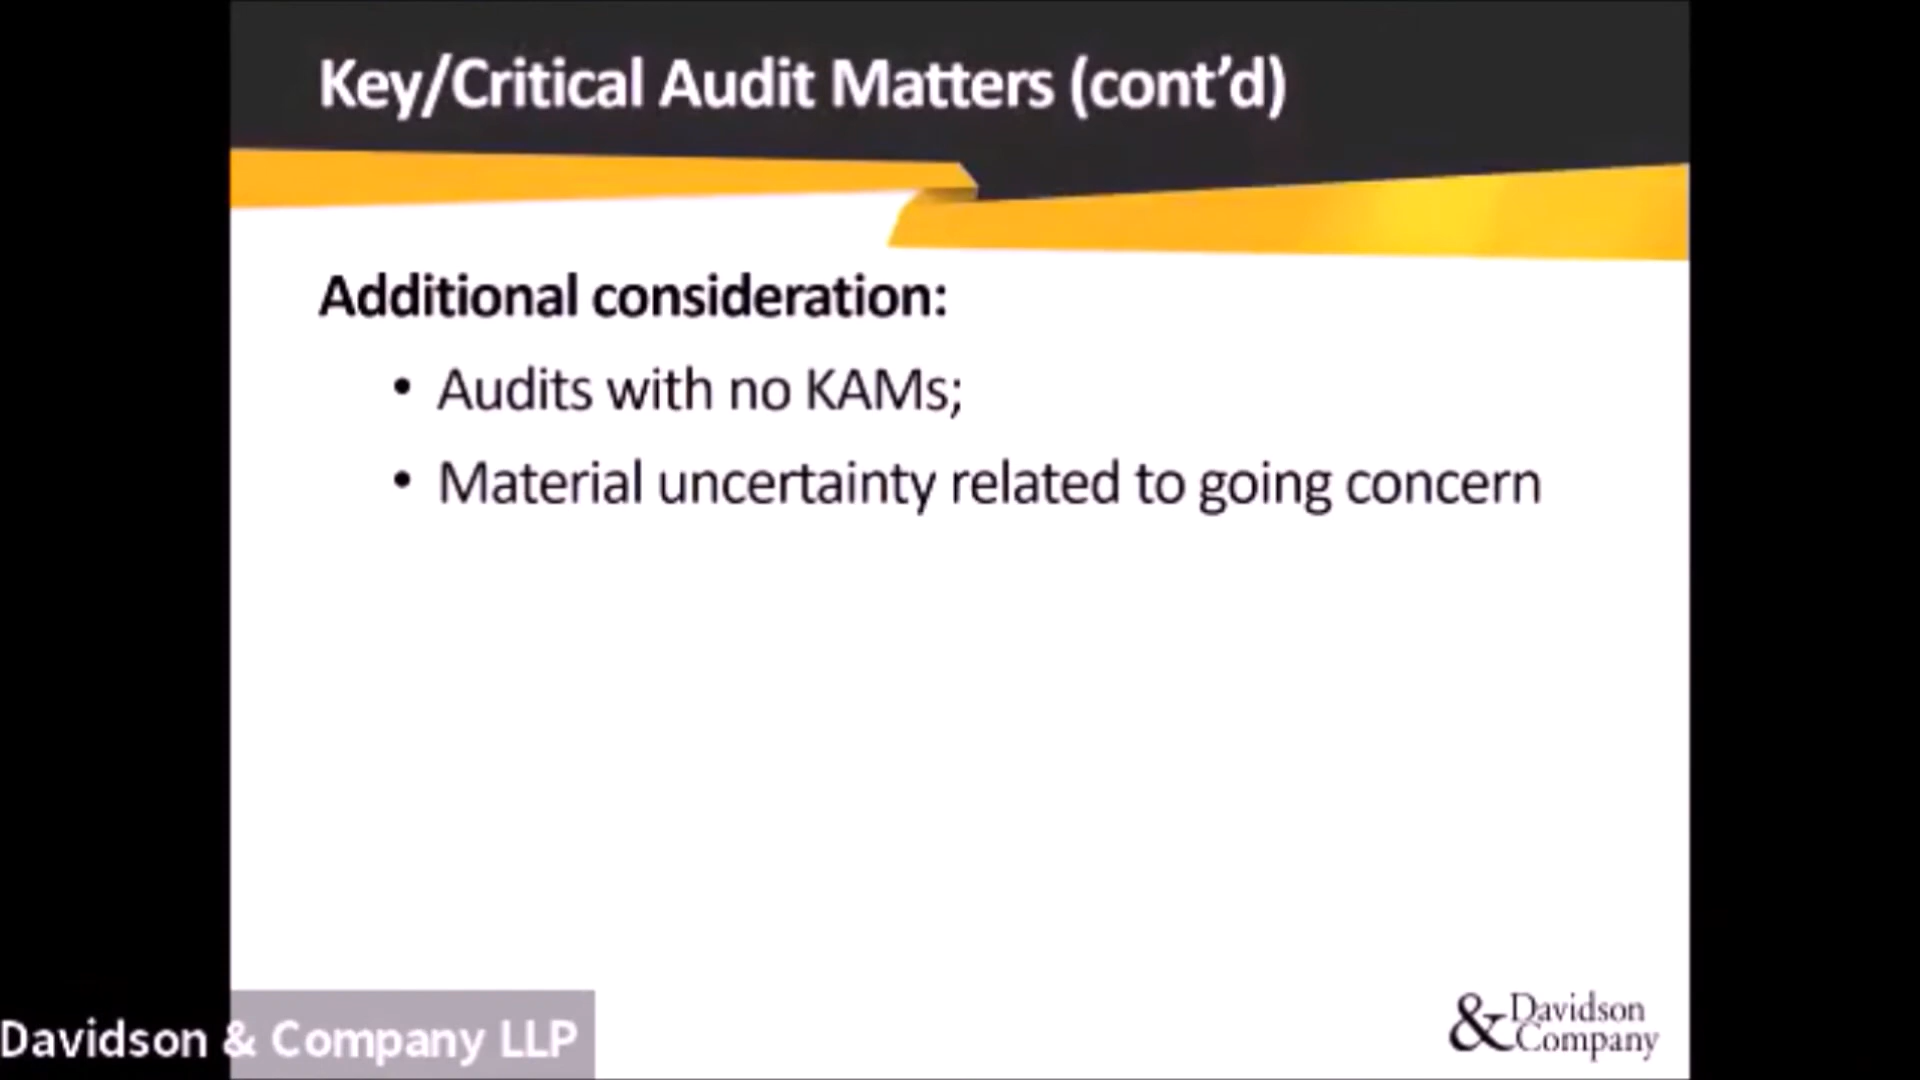 Key/Critical Audit Matters (cont’d)
Additional consideration:
• Audits with no KAMs;
• Material uncertainty related to going concern
Davidson & Company LLP
& Davidson
Company